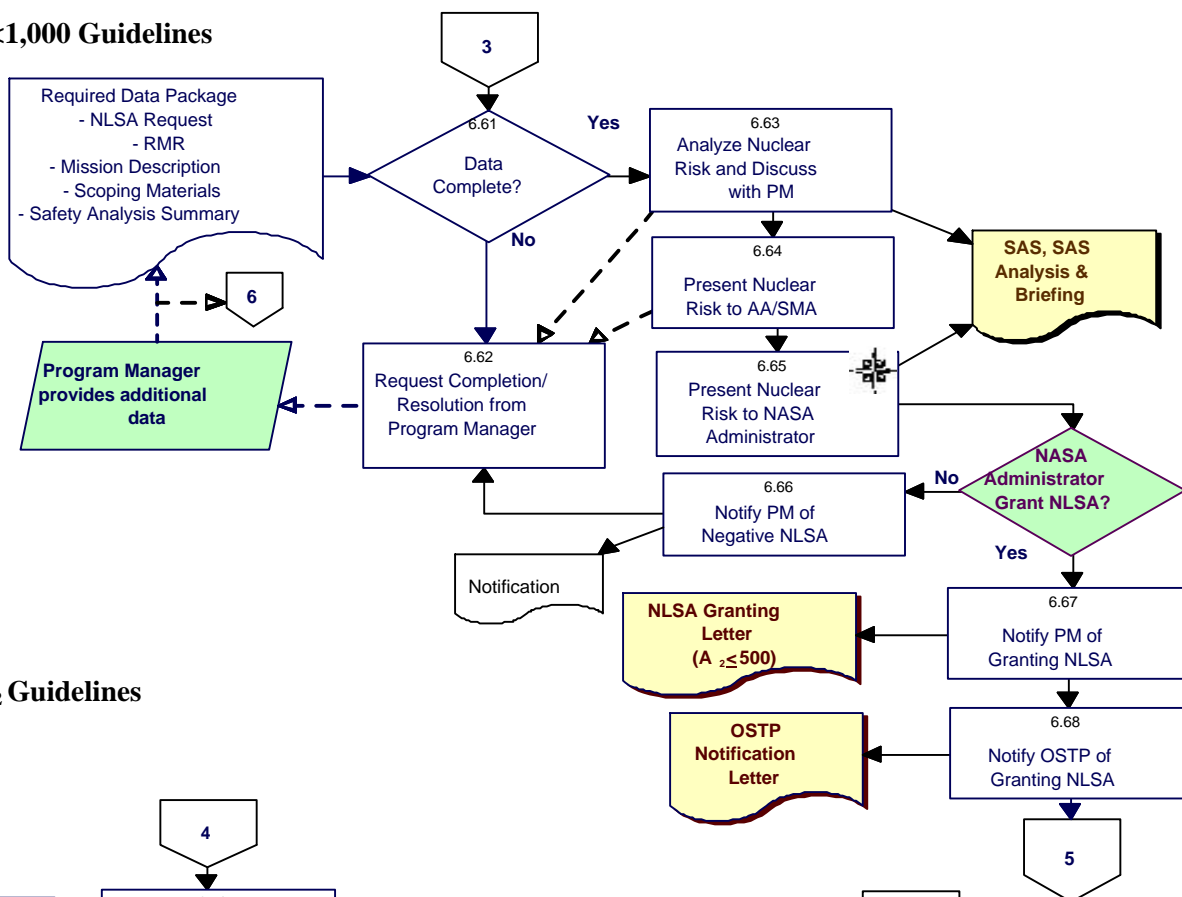 <1,000 Guidelines
3
Required Data Package
- NLSA Request
- RMR
- Mission Description
- Scoping Materials
- Safety Analysis Summary
6.61
Data
Complete?
Yes
No
6.63
Analyze Nuclear
Risk and Discuss
with PM
6.64
Present Nuclear
Risk to AA/SMA
SAS, SAS
Analysis &
Briefing
6
Program Manager
provides additional
data
6.62
Request Completion/
Resolution from
Program Manager
6.65
Present Nuclear
Risk to NASA
Administrator
NASA
Administrator
Grant NLSA?
No
Yes
6.66
Notify PM of
Negative NLSA
Notification
6.67
Notify PM of
Granting NLSA
NLSA Granting
Letter
(A ₂≤500)
₂ Guidelines
6.68
Notify OSTP of
Granting NLSA
OSTP
Notification
Letter
4
5